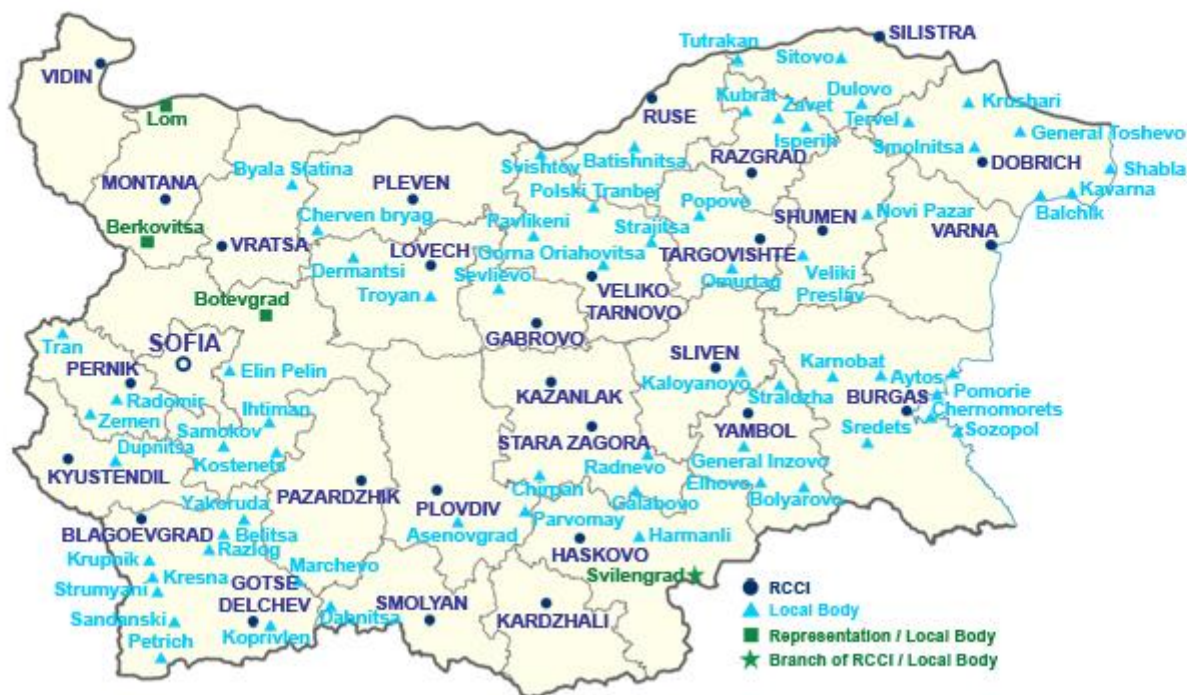 SILISTRA
Tutrakan
Sitovo
VIDIN
Dulovo
Kubrat
Zavet
Krushari
Lom
RUSE
Tervel
Isperih
General Toshevo
Smolnitsa
Byala Slatina
Svishtov
Batishnitsa
RAZGRAD
DOBRICH
Shabla
MONTANA
PLEVEN
Polski Tranbej
Kavarna
Popovo
Balchik
Cherven bryag
Pavlikeni
SHUMEN
Novi Pazar
Berkovitsa
Strajitsa
VARNA
VRATSA
LOVECH
Gorna Oriahovitsa
TARGOVISHTE
Dermantsi
Sevlievo
Omurtag
Veliki
Preslav
Troyan
VELIKO
TARNOVO
Botevgrad
GABROVO
Tran
SOFIA
SLIVEN
Karnobat
PERNIK
Elin Pelin
Kaloyanovo
Aytos
Pomorie
KAZANLAK
Straldzha
BURGAS
Radomir
Ihtiman
Chernomorets
Zemen
Samokov
STARA ZAGORA
YAMBOL
Sredets
Sozopol
Dupnitsa
Kostenets
Radnevo
General Inzovo
KYUSTENDIL
Elhovo
PAZARDZHIK
PLOVDIV
Chirpan
Galabovo
Bolyarovo
Yakoruda
Parvomay
BLAGOEVGRAD
Belitsa
Asenovgrad
Harmanli
Razlog
HASKOVO
Krupnik
Marchevo
Kresna
Svilengrad
Strumyani
GOTSE
DELCHEV
SMOLYAN
Dabnitsa
KARDZHALI
Sandanski
Koprivlen
Petrich
RCCI
Local Body
Representation / Local Body
Branch of RCCI / Local Body